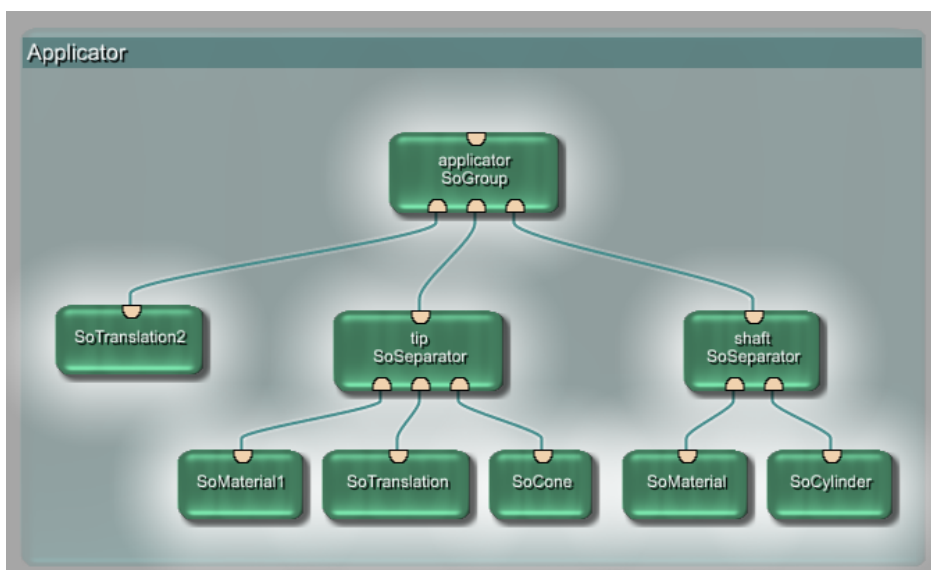 Applicator
applicator
SoGroup
SoTranslation2
tip
SoSeparator
shaft
SoSeparator
SoMaterial1
SoTranslation
SoCone
SoMaterial
SoCylinder